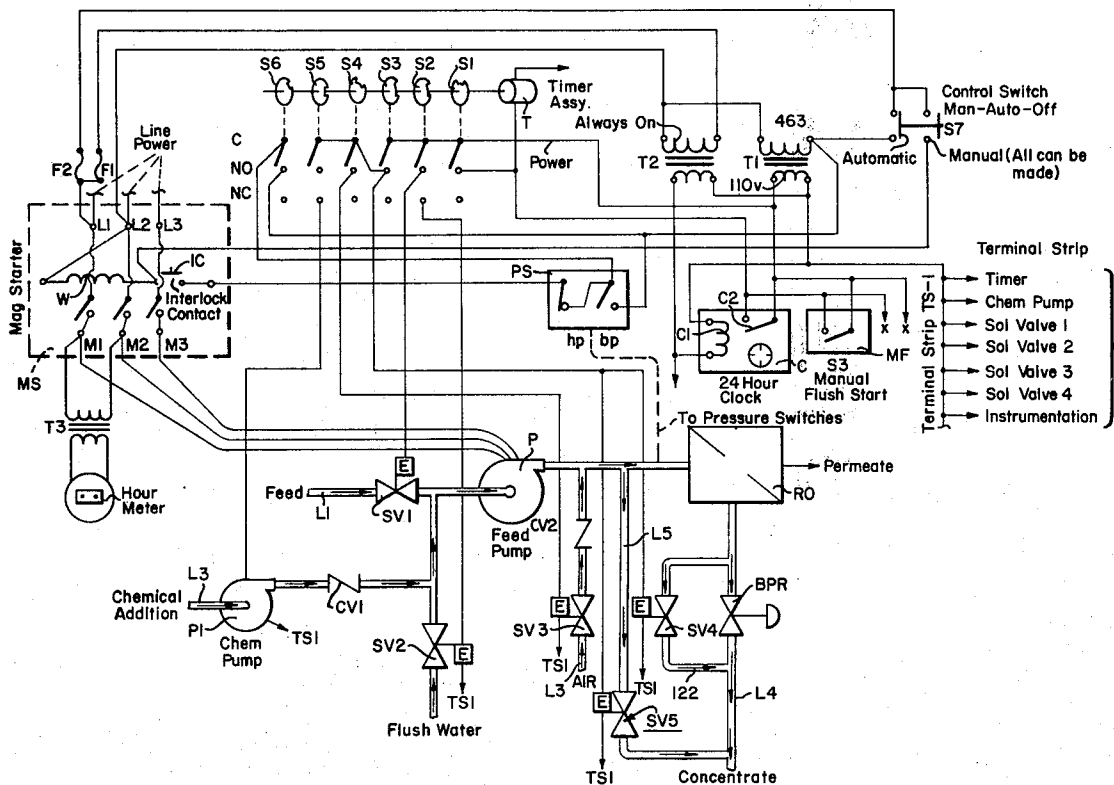 S6 S5 S4 S3 S2 S1
Timer
Assy.
T
Control Switch
Man-Auto-Off
S7
463
Always On
T2
T1
110v
Automatic
Manual (All can be
made)
Line
Power
F2
F1
C
NO
NC
Power
L1
L2
L3
IC
Interlock
Contact
W
Mag Starter
M1
M2
M3
MS
T3
Hour
Meter
PS
hp
bp
C1
C2
C
24 Hour
Clock
S3
Manual
Flush Start
MF
x
x
Terminal Strip
Terminal Strip TS-1
Timer
Chem Pump
Sol Valve 1
Sol Valve 2
Sol Valve 3
Sol Valve 4
Instrumentation
To Pressure Switches
P
E
Feed
L1
SV1
Feed
Pump
CV2
RO
Permeate
L5
BPR
Chemical
Addition
L3
P1
Chem
Pump
TS1
CV1
SV2
E
TS1
Flush Water
E
SV3
TS1
L3
AIR
E
SV4
TS1
122
L4
E
SV5
TS1
Concentrate